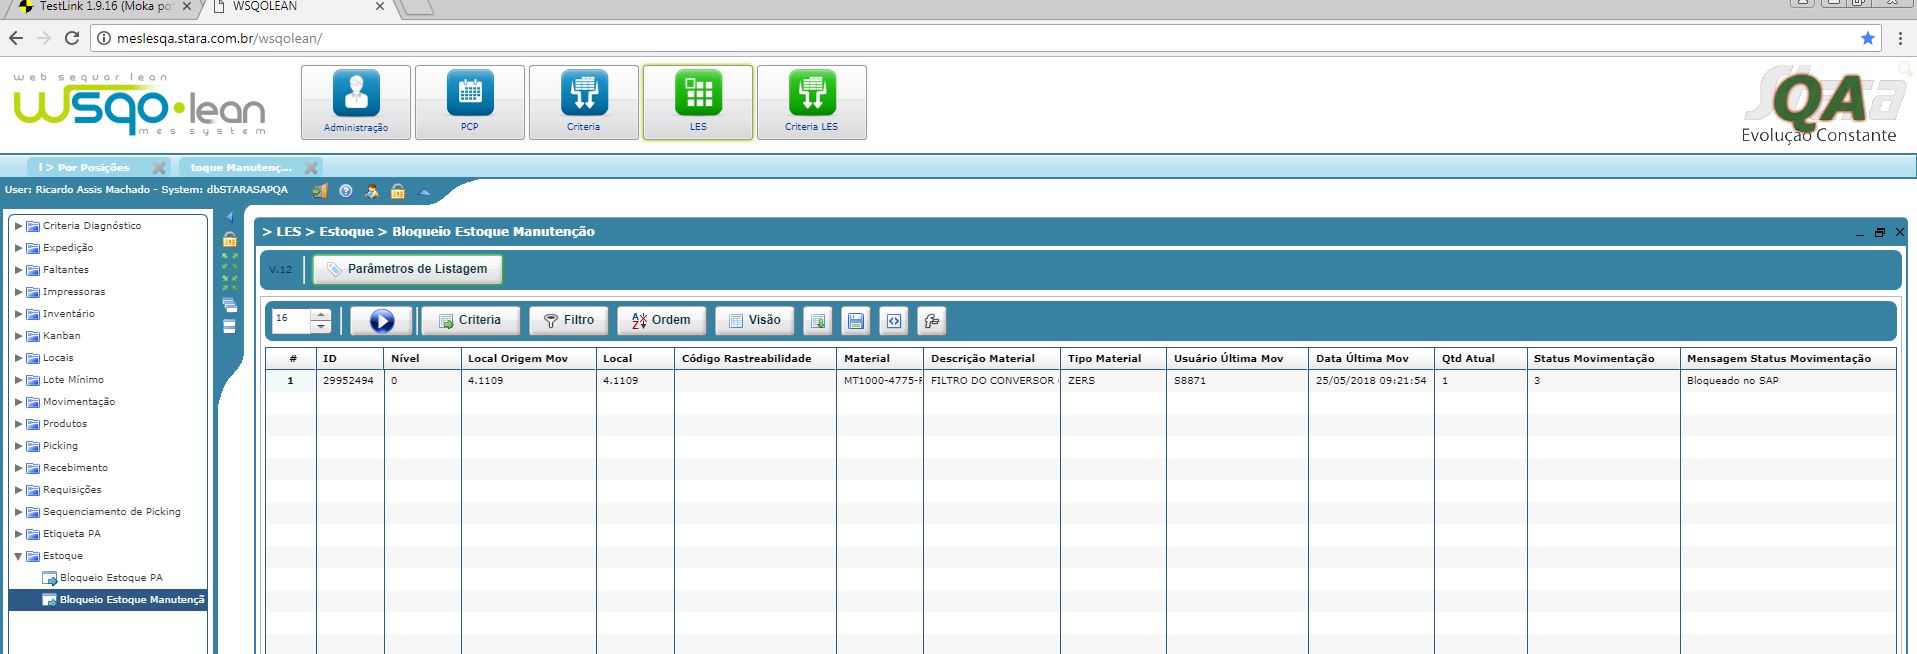 TestLink 1.9.16 (Moka po
WSQOLEAN
meslesqa.stara.com.br/wsqolean/
web sequor lean
wsqo•lean
mes system
Administração
PCP
Criteria
LES
Criteria LES
QA
Evolução Constante
l > Por Posições
toque Manutenç...
User: Ricardo Assis Machado - System: dbSTARASAPQA
Criteria Diagnóstico
Expedição
Faltantes
Impressoras
Inventário
Kanban
Locais
Lote Mínimo
Movimentação
Produtos
Picking
Recebimento
Requisições
Sequenciamento de Picking
Etiqueta PA
Estoque
Bloqueio Estoque PA
Bloqueio Estoque Manutençã
> LES > Estoque > Bloqueio Estoque Manutenção
V.12 Parâmetros de Listagem
16 Criteria Filtro Ordem Visão
# ID Nível Local Origem Mov Local Código Rastreabilidade Material Descrição Material Tipo Material Usuário Última Mov Data Última Mov Qtd Atual Status Movimentação Mensagem Status Movimentação
1 29952494 0 4.1109 4.1109 MT1000-4775-F FILTRO DO CONVERSOR ZERS S8871 25/05/2018 09:21:54 1 3 Bloqueado no SAP